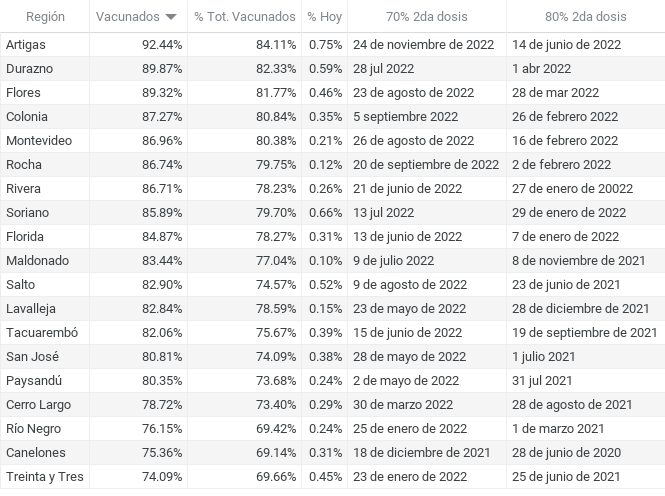 Región Vacunados % Tot. Vacunados % Hoy 70% 2da dosis 80% 2da dosis
Artigas 92.44% 84.11% 0.75% 24 de noviembre de 2022 14 de junio de 2022
Durazno 89.87% 82.33% 0.59% 28 jul 2022 1 abr 2022
Flores 89.32% 81.77% 0.46% 23 de agosto de 2022 28 de mar 2022
Colonia 87.27% 80.84% 0.35% 5 septiembre 2022 26 de febrero 2022
Montevideo 86.96% 80.38% 0.21% 26 de agosto de 2022 16 de febrero 2022
Rocha 86.74% 79.75% 0.12% 20 de septiembre de 2022 2 de febrero 2022
Rivera 86.71% 78.23% 0.26% 21 de junio de 2022 27 de enero de 20022
Soriano 85.89% 79.70% 0.66% 13 jul 2022 29 de enero de 2022
Florida 84.87% 78.27% 0.31% 13 de junio de 2022 7 de enero de 2022
Maldonado 83.44% 77.04% 0.10% 9 de julio 2022 8 de noviembre de 2021
Salto 82.90% 74.57% 0.52% 9 de agosto de 2022 23 de junio de 2021
Lavalleja 82.84% 78.59% 0.15% 23 de mayo de 2022 28 de diciembre de 2021
Tacuarembó 82.06% 75.67% 0.39% 15 de junio de 2022 19 de septiembre de 2021
San José 80.81% 74.09% 0.38% 28 de mayo de 2022 1 julio 2021
Paysandú 80.35% 73.68% 0.24% 2 de mayo de 2022 31 jul 2021
Cerro Largo 78.72% 73.40% 0.29% 30 de marzo 2022 28 de agosto de 2021
Río Negro 76.15% 69.42% 0.24% 25 de enero de 2022 1 de marzo 2021
Canelones 75.36% 69.14% 0.31% 18 de diciembre de 2021 28 de junio de 2020
Treinta y Tres 74.09% 69.66% 0.45% 23 de enero de 2022 25 de junio de 2021